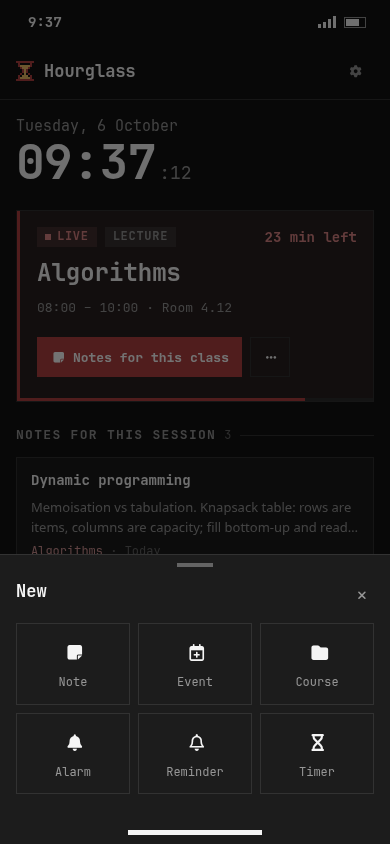 9:37
Hourglass
Tuesday, 6 October
09:37:12
LIVE LECTURE 23 min left
Algorithms
08:00 – 10:00 · Room 4.12
Notes for this class
NOTES FOR THIS SESSION 3
Dynamic programming
Memoisation vs tabulation. Knapsack table: rows are
items, columns are capacity; fill bottom-up and read…
Algorithms · Today
New
Note Event Course
Alarm Reminder Timer